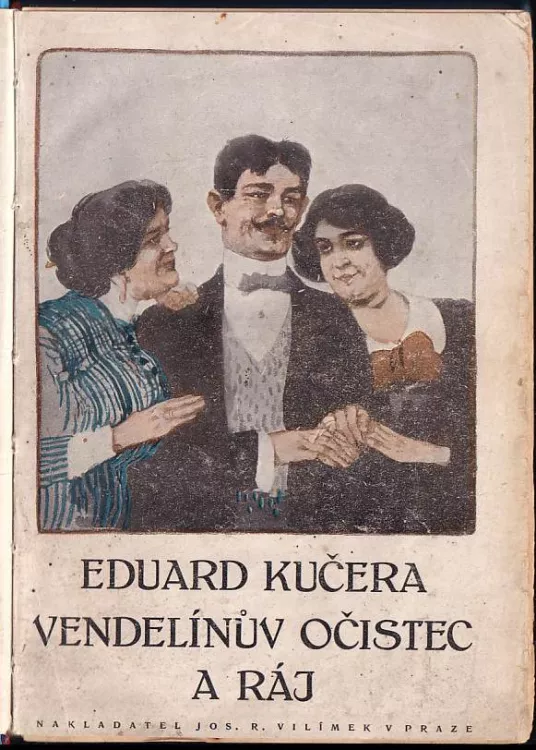 EDUARD KUČERA
VENDELÍNŮV OČISTEC
A RÁJ
NAKLADATEL JOS. R. VILÍMEK V PRAZE